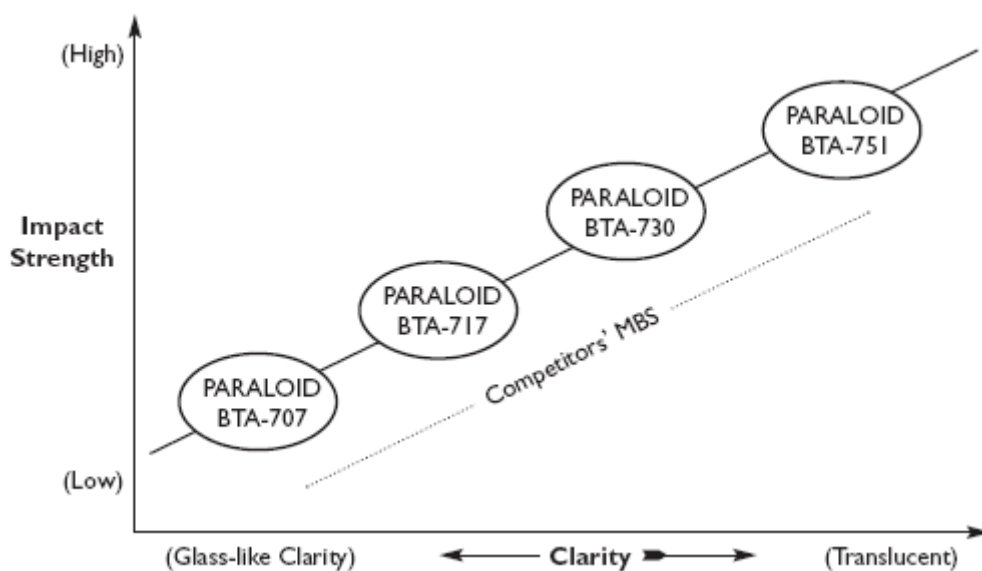 (High)
PARALOID
BTA-751
PARALOID
BTA-730
Impact
Strength
PARALOID
BTA-717
Competitors' MBS
PARALOID
BTA-707
(Low)
(Glass-like Clarity)
Clarity
(Translucent)